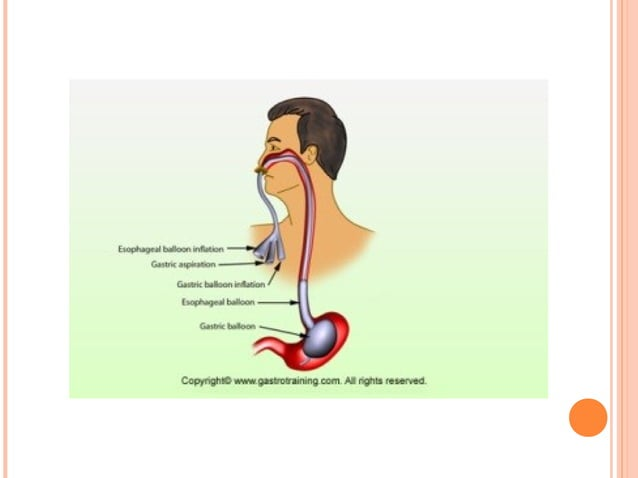 Esophageal balloon inflation
Gastric aspiration
Gastric balloon inflation
Esophageal balloon
Gastric balloon
Copyright© www.gastrotraining.com. All rights reserved.